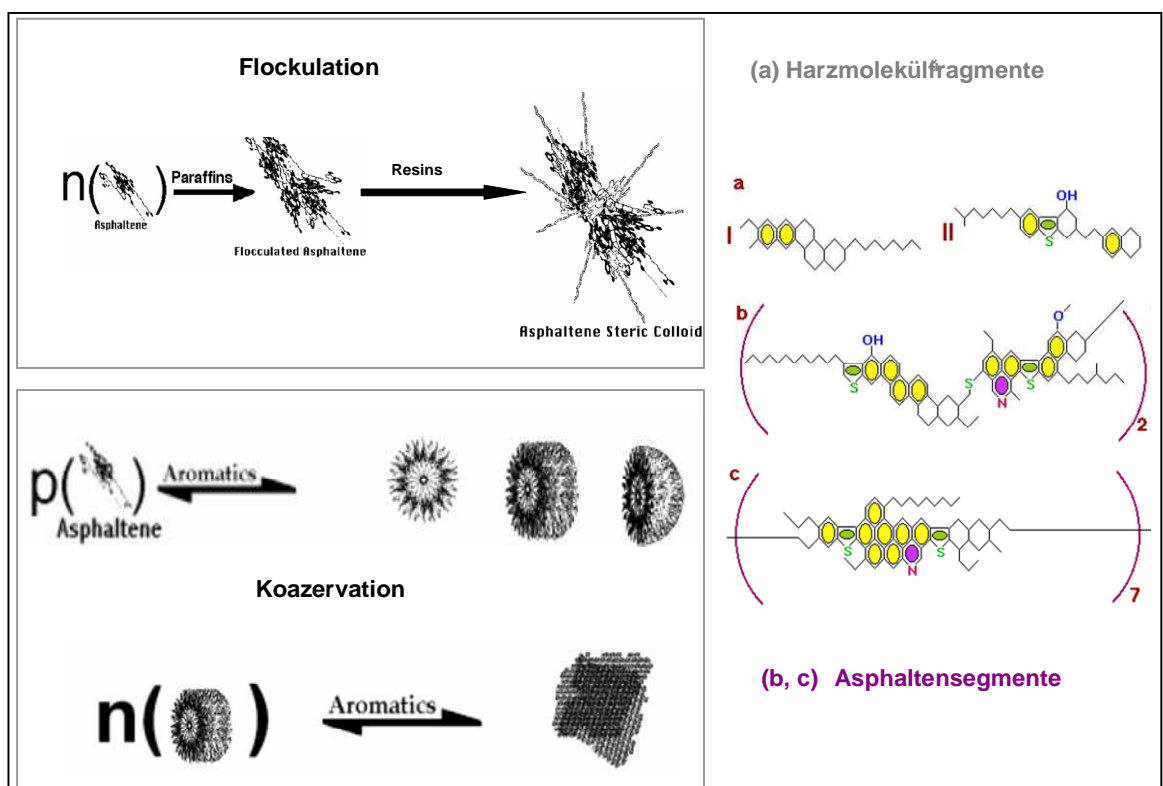 Flockulation
n( ) Paraffins Resins
Asphaltene
Flocculated Asphaltene
Asphaltene Steric Colloid
p( ) Aromatics
Asphaltene
Koazervation
n( ) Aromatics
(a) Harzmolekülfragmente
a
I
II
OH
S
b
OH
S
S
N
S
O
2
c
S
N
S
7
(b, c) Asphaltensegmente